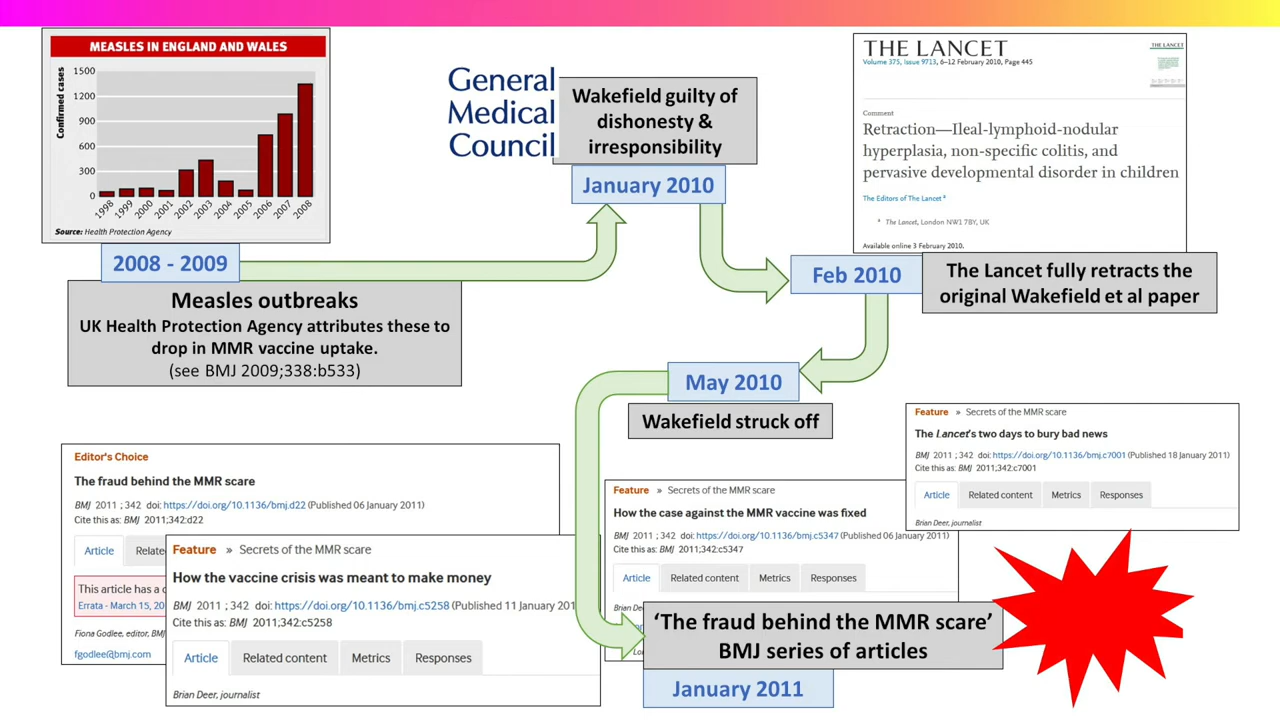 MEASLES IN ENGLAND AND WALES
Confirmed cases
1500
1200
900
600
300
0
1998
1999
2000
2001
2002
2003
2004
2005
2006
2007
2008
Source: Health Protection Agency
2008 - 2009
Measles outbreaks
UK Health Protection Agency attributes these to
drop in MMR vaccine uptake.
(see BMJ 2009;338:b533)
General
Medical
Council
Wakefield guilty of
dishonesty &
irresponsibility
January 2010
THE LANCET
Volume 375, Issue 9713, 6–12 February 2010, Page 445
THE LANCET
Comment
Retraction—Ileal-lymphoid-nodular
hyperplasia, non-specific colitis, and
pervasive developmental disorder in children
The Editors of The Lancet a
a The Lancet, London NW1 7BY, UK
Available online 3 February 2010.
Feb 2010
The Lancet fully retracts the
original Wakefield et al paper
May 2010
Wakefield struck off
Feature » Secrets of the MMR scare
The Lancet's two days to bury bad news
BMJ 2011 ; 342 doi: https://doi.org/10.1136/bmj.c7001 (Published 18 January 2011)
Cite this as: BMJ 2011;342:c7001
Article Related content Metrics Responses
Brian Deer, journalist
Editor's Choice
The fraud behind the MMR scare
BMJ 2011 ; 342 doi: https://doi.org/10.1136/bmj.d22 (Published 06 January 2011)
Cite this as: BMJ 2011;342:d22
Article Relate
This article has a c
Errata - March 15, 20
Fiona Godlee, editor, BMJ
fgodlee@bmj.com
Feature » Secrets of the MMR scare
How the vaccine crisis was meant to make money
BMJ 2011 ; 342 doi: https://doi.org/10.1136/bmj.c5258 (Published 11 January 201
Cite this as: BMJ 2011;342:c5258
Article Related content Metrics Responses
Brian Deer, journalist
Feature » Secrets of the MMR scare
How the case against the MMR vaccine was fixed
BMJ 2011 ; 342 doi: https://doi.org/10.1136/bmj.c5347 (Published 06 January 2011)
Cite this as: BMJ 2011;342:c5347
Article Related content Metrics Responses
Brian Dee
‘The fraud behind the MMR scare’
BMJ series of articles
January 2011